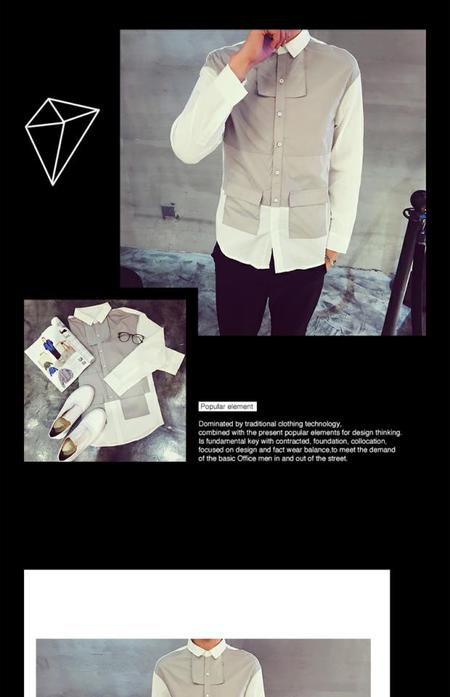 Popular element
Dominated by traditional clothing technology,
combined with the present popular elements for design thinking.
Is fundamental key with contracted, foundation, collocation,
focused on design and fact wear balance,to meet the demand
of the basic Office men in and out of the street.